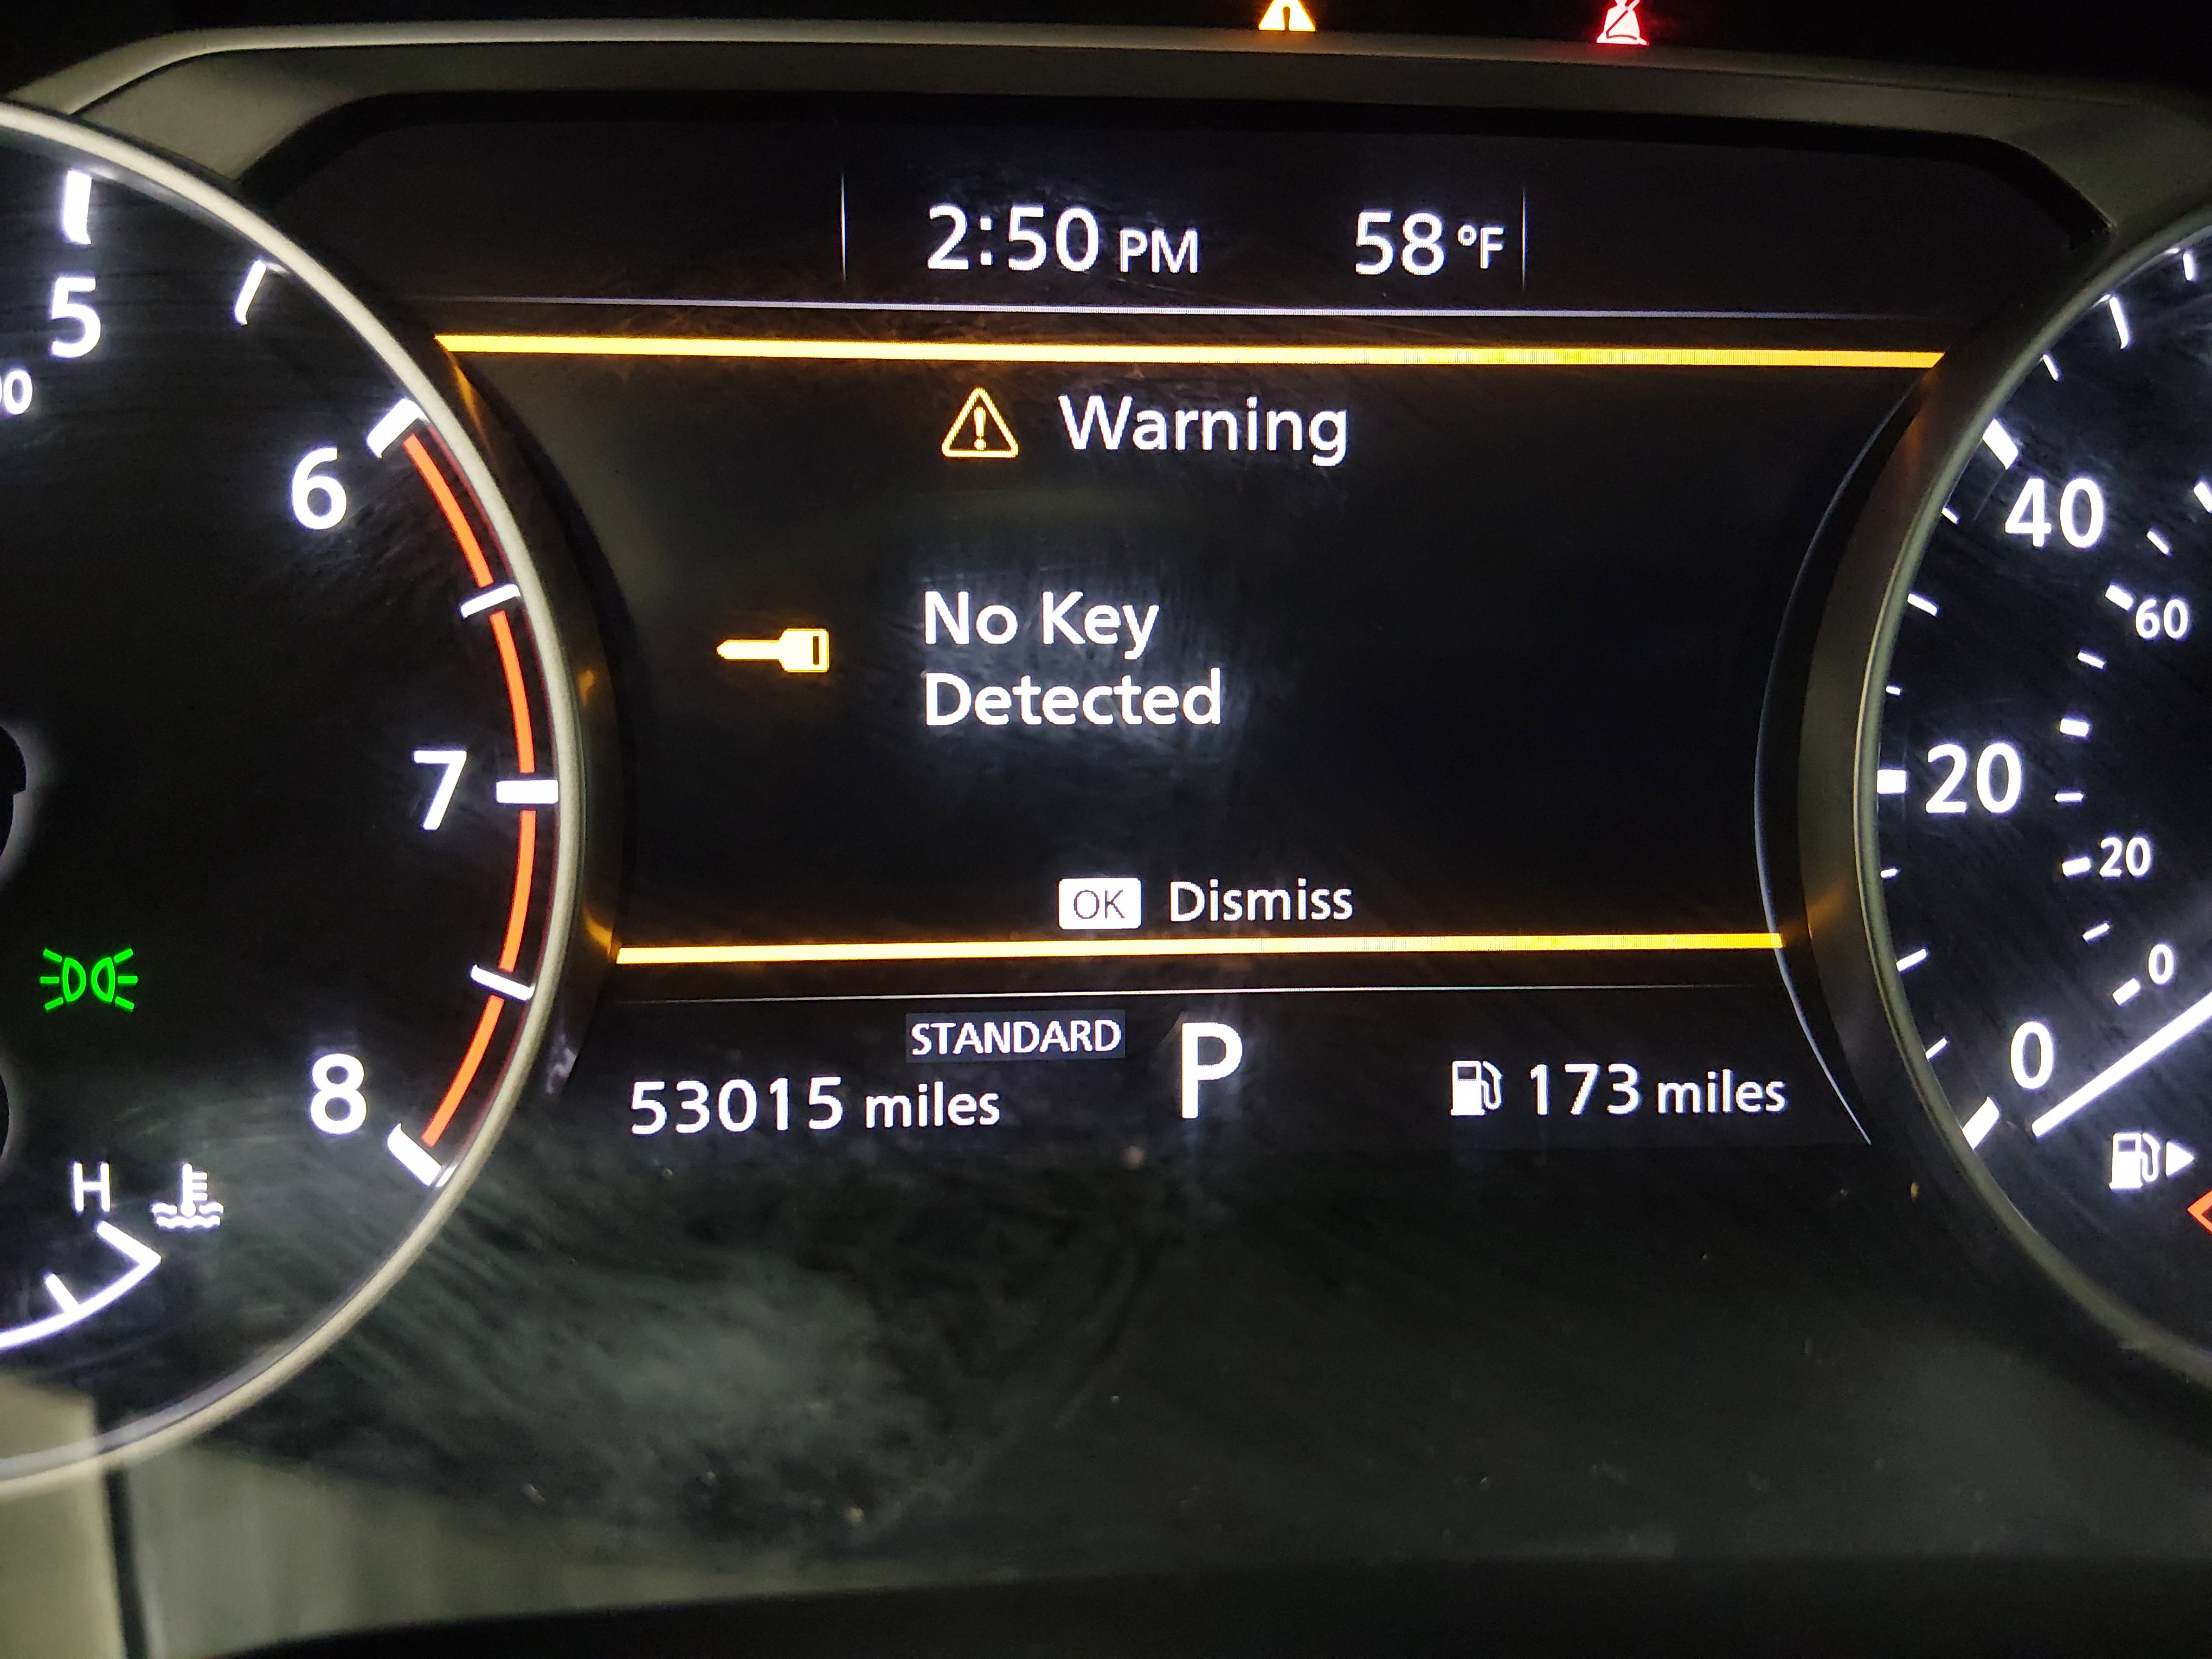 2:50 PM 58 °F
5
Warning
6
40
No Key
60
Detected
7
20
20
OK Dismiss
0
STANDARD P
0
8
53015 miles
173 miles
H